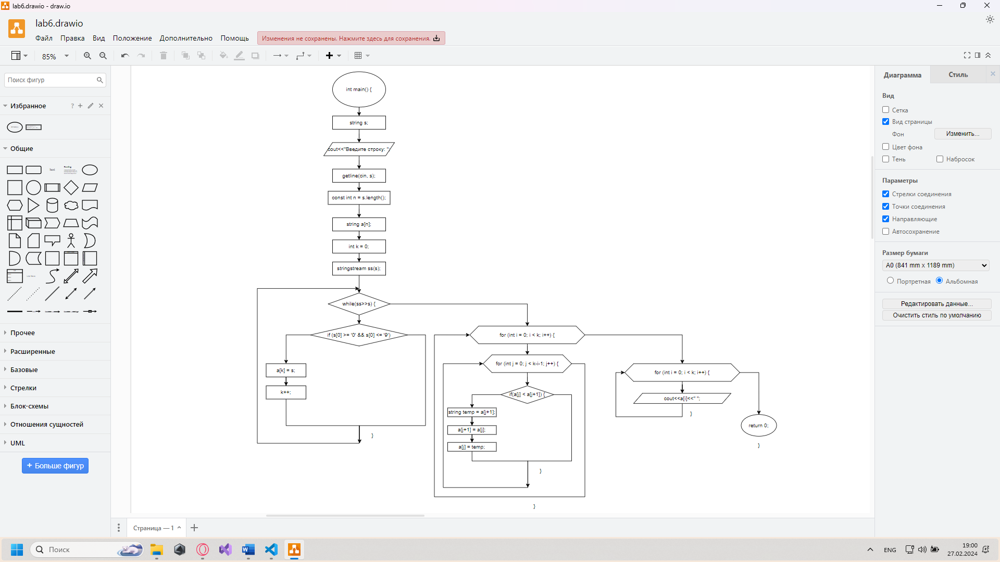 lab6.drawio - draw.io
lab6.drawio
Файл Правка Вид Положение Дополнительно Помощь
Изменения не сохранены. Нажмите здесь для сохранения.
85%
Поиск фигур
Избранное
? + ✕
Общие
Text
Heading
List Item
Прочее
Расширенные
Базовые
Стрелки
Блок-схемы
Отношения сущностей
UML
+ Больше фигур
int main() {
string s;
cout<<"Введите строку: ";
getline(cin, s);
const int n = s.length();
string a[n];
int k = 0;
stringstream ss(s);
while(ss>>s) {
if (s[0] >= '0' && s[0] <= '9')
a[k] = s;
k++;
}
for (int i = 0; i < k; i++) {
for (int j = 0; j < k-i-1; j++) {
if(a[j] < a[j+1]) {
string temp = a[j+1];
a[j+1] = a[j];
a[j] = temp;
}
}
for (int i = 0; i < k; i++) {
cout<<a[i]<<" ";
}
return 0;
}
Диаграмма Стиль
Вид
Сетка
Вид страницы
Фон Изменить...
Цвет фона
Тень Набросок
Параметры
Стрелки соединения
Точки соединения
Направляющие
Автосохранение
Размер бумаги
A0 (841 mm x 1189 mm)
Портретная Альбомная
Редактировать данные...
Очистить стиль по умолчанию
Страница — 1
Поиск
ENG
19:00
27.02.2024